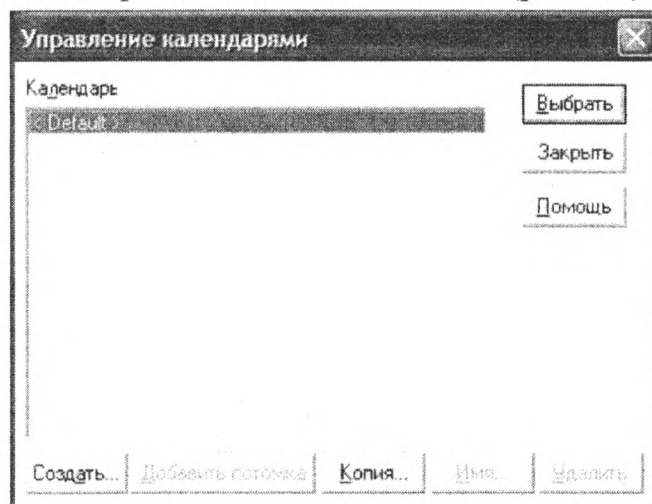 Управление календарями
Календарь
< Default >
Выбрать
Закрыть
Помощь
Создать... Добавить потомка Копия... Имя... Удалить